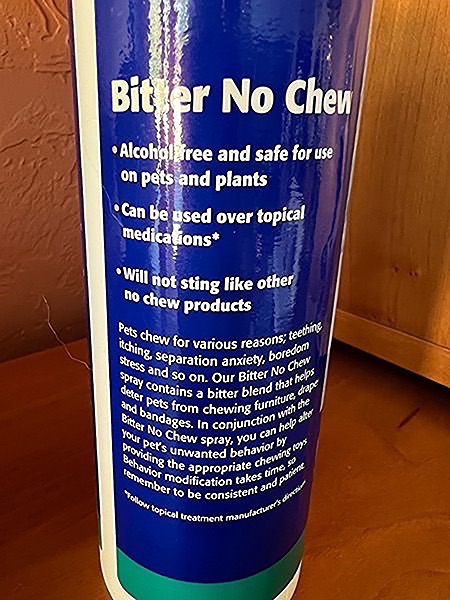 Bitter No Chew
• Alcohol free and safe for use
on pets and plants
• Can be used over topical
medications*
• Will not sting like other
no chew products
Pets chew for various reasons; teething,
itching, separation anxiety, boredom
stress and so on. Our Bitter No Chew
spray contains a bitter blend that helps
deter pets from chewing furniture, drape
and bandages. In conjunction with the
Bitter No Chew spray, you can help alter
your pet's unwanted behavior by
providing the appropriate chewing toys
Behavior modification takes time, so
remember to be consistent and patient
*follow topical treatment manufacturer's direction